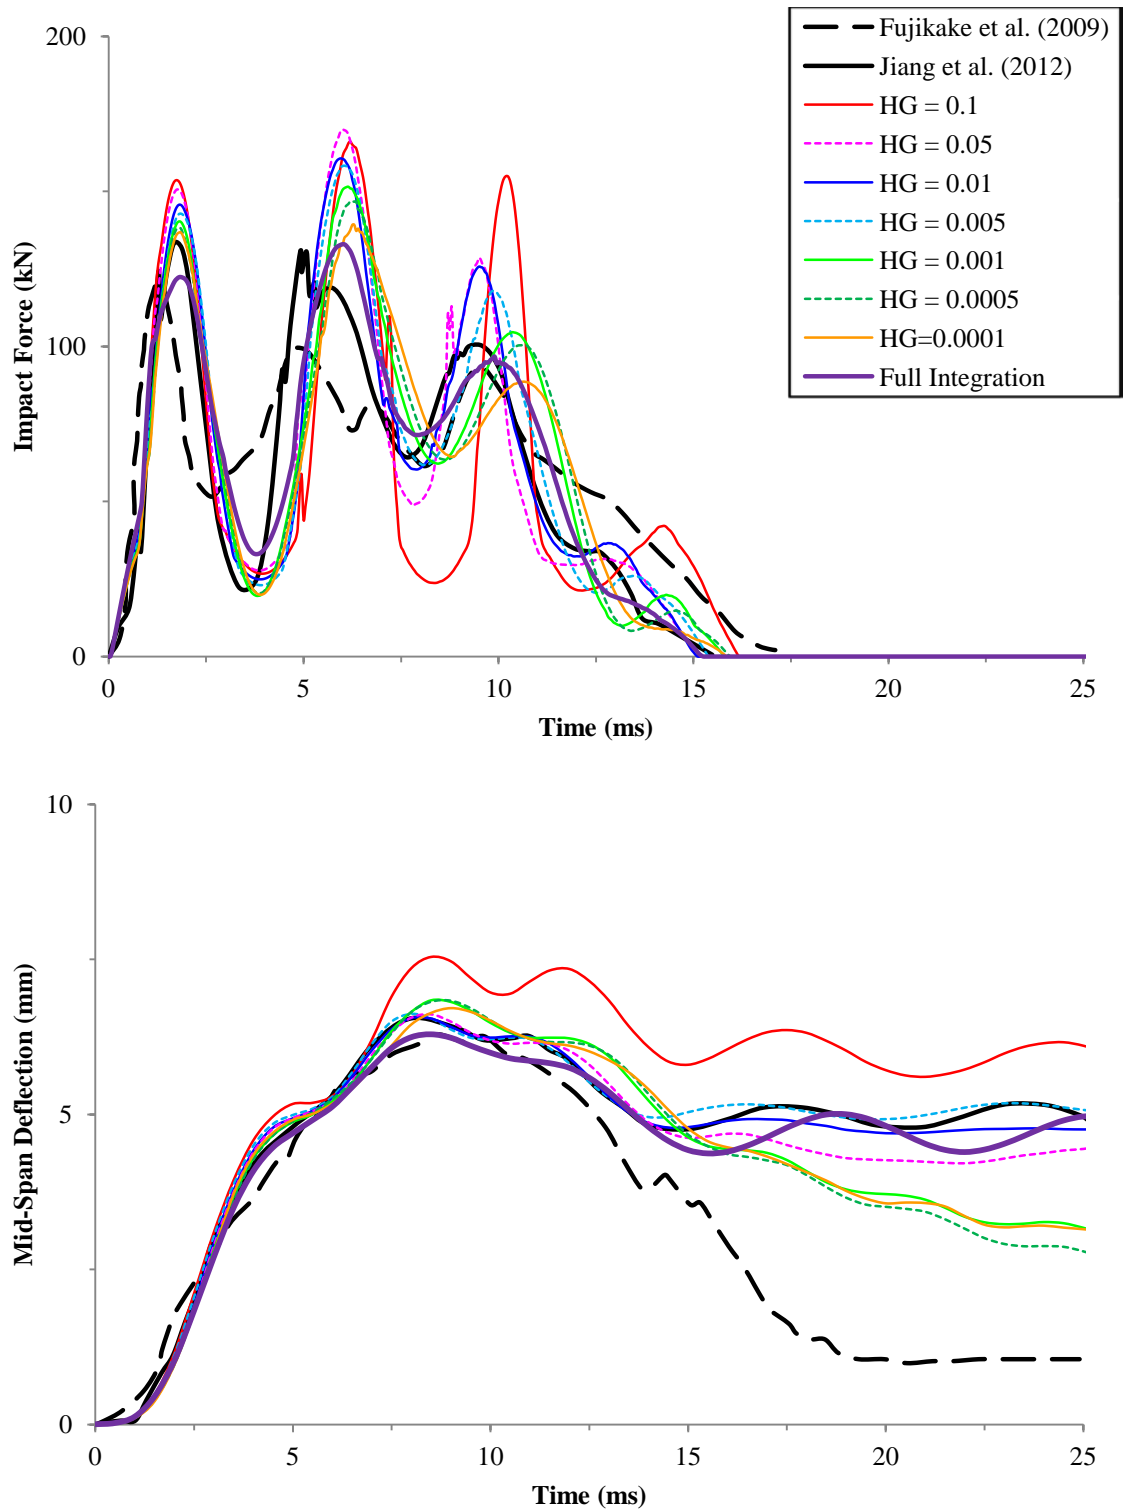 200
100
0
0
5
10
15
20
25
Impact Force (kN)
Time (ms)
Fujikake et al. (2009)
Jiang et al. (2012)
HG = 0.1
HG = 0.05
HG = 0.01
HG = 0.005
HG = 0.001
HG = 0.0005
HG=0.0001
Full Integration
10
5
0
0
5
10
15
20
25
Mid-Span Deflection (mm)
Time (ms)